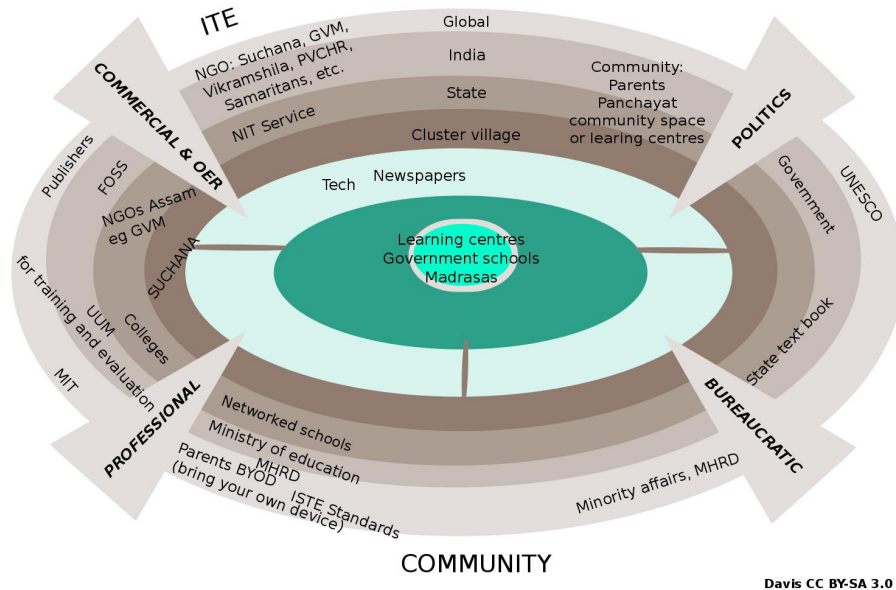 ITE
Global
NGO: Suchana, GVM,
Vikramshila, PVCHR,
Samaritans, etc.
India
Community:
Parents
Panchayat
community space
or learing centres
State
NIT Service
Cluster village
COMMERCIAL & OER
POLITICS
Publishers
FOSS
NGOs Assam
eg GVM
SUCHANA
Tech
Newspapers
Government
UNESCO
Learning centres
Government schools
Madrasas
for training and evaluation
UUM
Colleges
MIT
State text book
PROFESSIONAL
BUREAUCRATIC
Networked schools
Ministry of education
MHRD
Parents BYOD
(bring your own device)
ISTE Standards
Minority affairs, MHRD
COMMUNITY
Davis CC BY-SA 3.0